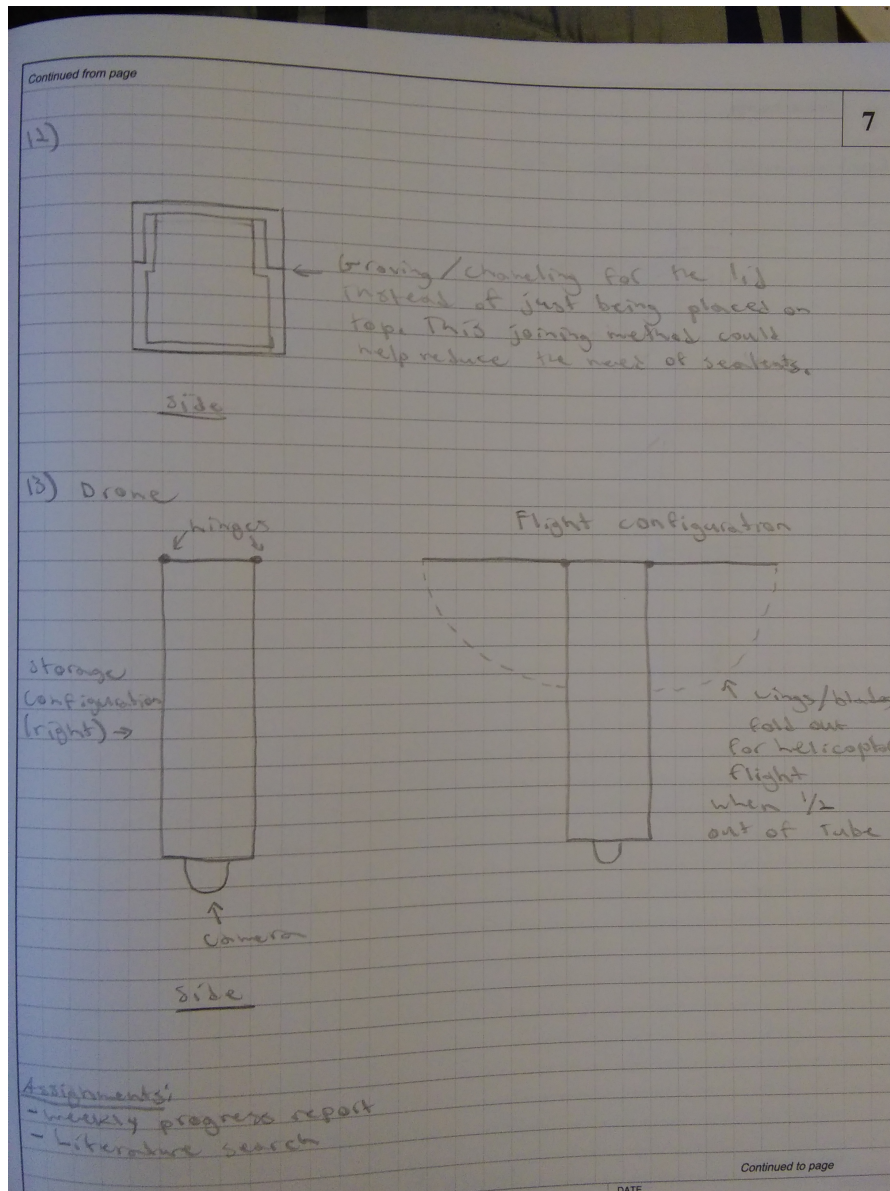 Continued from page
7
12)
Groving/chaneling for the lid
instead of just being placed on
top. This joining method could
help reduce the need of sealents.
side
13) Drone
hinges
Flight configuration
storage
configuration
(right) →
wings/blades
fold out
for helicopter
flight
when 1/2
out of Tube
camera
Side
Assignments:
- weekly progress report
- Literature search
Continued to page
DATE